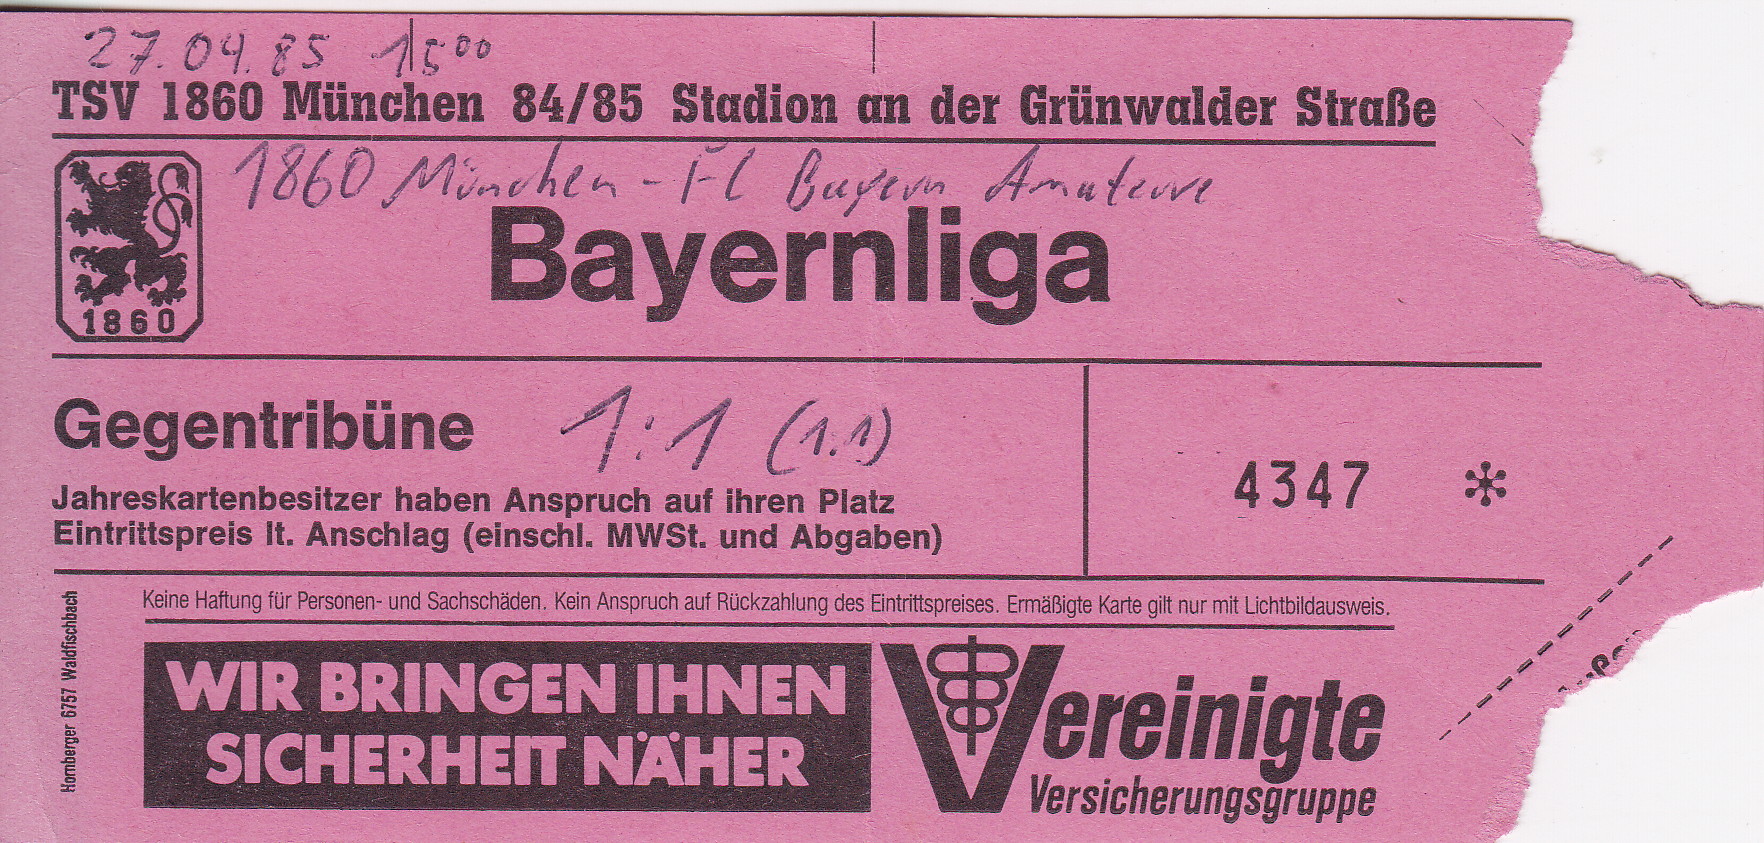 27.04.85 15⁰⁰
TSV 1860 München 84/85 Stadion an der Grünwalder Straße
1860 München - FC Bayern Amateure
1860
Bayernliga
Gegentribüne
1:1 (1:1)
Jahreskartenbesitzer haben Anspruch auf ihren Platz
Eintrittspreis lt. Anschlag (einschl. MWSt. und Abgaben)
4347 *
Keine Haftung für Personen- und Sachschäden. Kein Anspruch auf Rückzahlung des Eintrittspreises. Ermäßigte Karte gilt nur mit Lichtbildausweis.
Homberger 6757 Waldfischbach
WIR BRINGEN IHNEN
SICHERHEIT NÄHER
Vereinigte
Versicherungsgruppe